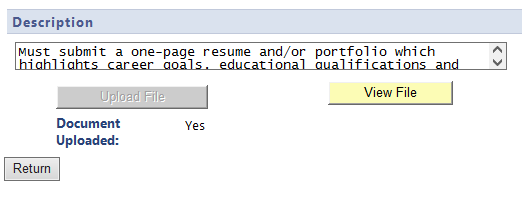 Description
Must submit a one-page resume and/or portfolio which
highlights career goals, educational qualifications and
Upload File
View File
Document Uploaded: Yes
Return